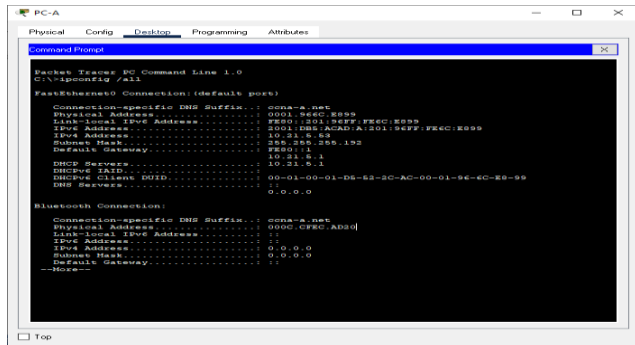 PC-A
Physical Config Desktop Programming Attributes
Command Prompt
Packet Tracer PC Command Line 1.0
C:\>ipconfig /all
FastEthernet0 Connection:(default port)
Connection-specific DNS Suffix..: ccna-a.net
Physical Address................: 0001.966C.E899
Link-local IPv6 Address.........: FE80::201:96FF:FE6C:E899
IPv6 Address....................: 2001:DB8:ACAD:A:201:96FF:FE6C:E899
IPv4 Address....................: 10.21.5.53
Subnet Mask.....................: 255.255.255.192
Default Gateway.................: FE80::1
10.21.5.1
DHCP Servers....................: 10.21.5.1
DHCPv6 IAID.....................:
DHCPv6 Client DUID..............: 00-01-00-01-D5-52-2C-AC-00-01-96-6C-E8-99
DNS Servers.....................: ::
0.0.0.0
Bluetooth Connection:
Connection-specific DNS Suffix..: ccna-a.net
Physical Address................: 000C.CFEC.AD20
Link-local IPv6 Address.........: ::
IPv6 Address....................: ::
IPv4 Address....................: 0.0.0.0
Subnet Mask.....................: 0.0.0.0
Default Gateway.................: ::
--More--
Top